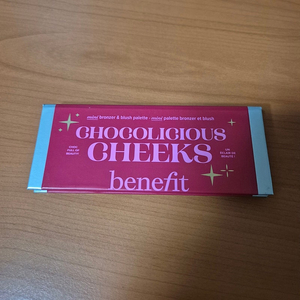 mini bronzer & blush palette • mini palette bronzer et blush
CHOCOLICIOUS
CHEEKS
benefit